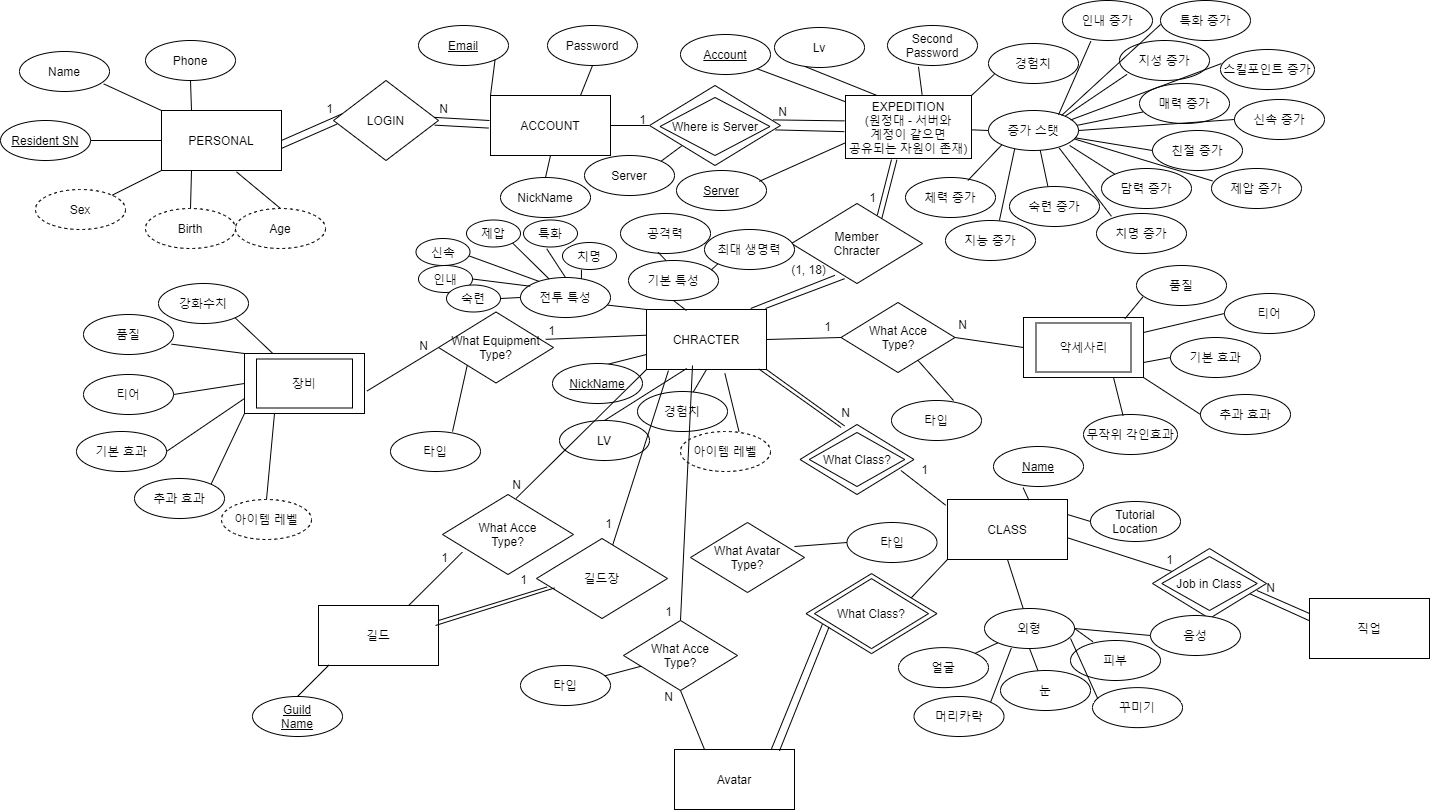 Name
Phone
Resident SN
PERSONAL
Sex
Birth
Age
1
LOGIN
N
Email
Password
ACCOUNT
NickName
1
Where is Server
N
Server
Account
Lv
Second
Password
경험치
EXPEDITION
(원정대 - 서버와
계정이 같으면
공유되는 자원이 존재)
Server
증가 스탯
인내 증가
특화 증가
지성 증가
스킬포인트 증가
매력 증가
신속 증가
친절 증가
담력 증가
제압 증가
체력 증가
숙련 증가
지능 증가
치명 증가
1
Member
Chracter
(1, 18)
공격력
최대 생명력
기본 특성
제압
특화
치명
신속
인내
숙련
전투 특성
CHRACTER
NickName
경험치
LV
아이템 레벨
1
What Equipment
Type?
N
타입
강화수치
품질
티어
기본 효과
추과 효과
아이템 레벨
장비
1
What Acce
Type?
N
타입
품질
티어
기본 효과
추과 효과
무작위 각인효과
악세사리
N
What Class?
1
Name
CLASS
Tutorial
Location
1
Job in Class
N
직업
외형
음성
피부
얼굴
눈
머리카락
꾸미기
N
What Acce
Type?
1
1
길드장
1
길드
Guild
Name
What Avatar
Type?
타입
What Class?
1
What Acce
Type?
N
타입
Avatar